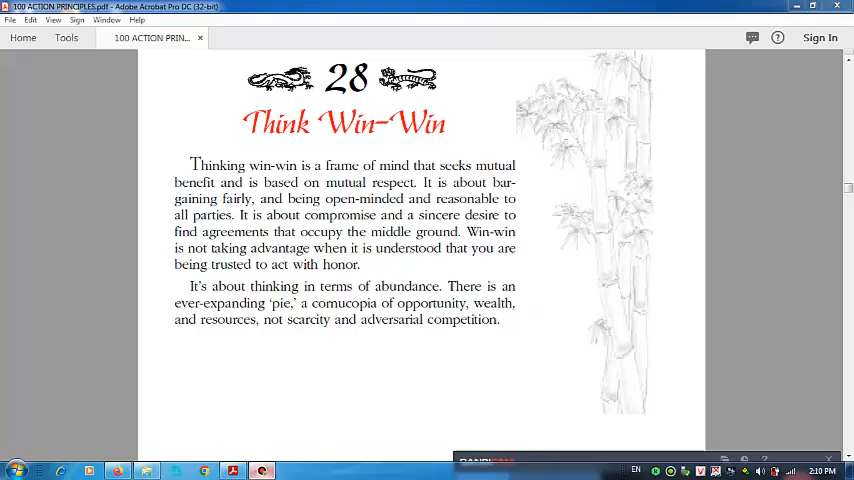 100 ACTION PRINCIPLES.pdf - Adobe Acrobat Pro DC (32-bit)
File Edit View Sign Window Help
Home Tools 100 ACTION PRIN... × Sign In
28
Think Win-Win
Thinking win-win is a frame of mind that seeks mutual
benefit and is based on mutual respect. It is about bar-
gaining fairly, and being open-minded and reasonable to
all parties. It is about compromise and a sincere desire to
find agreements that occupy the middle ground. Win-win
is not taking advantage when it is understood that you are
being trusted to act with honor.
It's about thinking in terms of abundance. There is an
ever-expanding ‘pie,’ a cornucopia of opportunity, wealth,
and resources, not scarcity and adversarial competition.
EN 2:10 PM